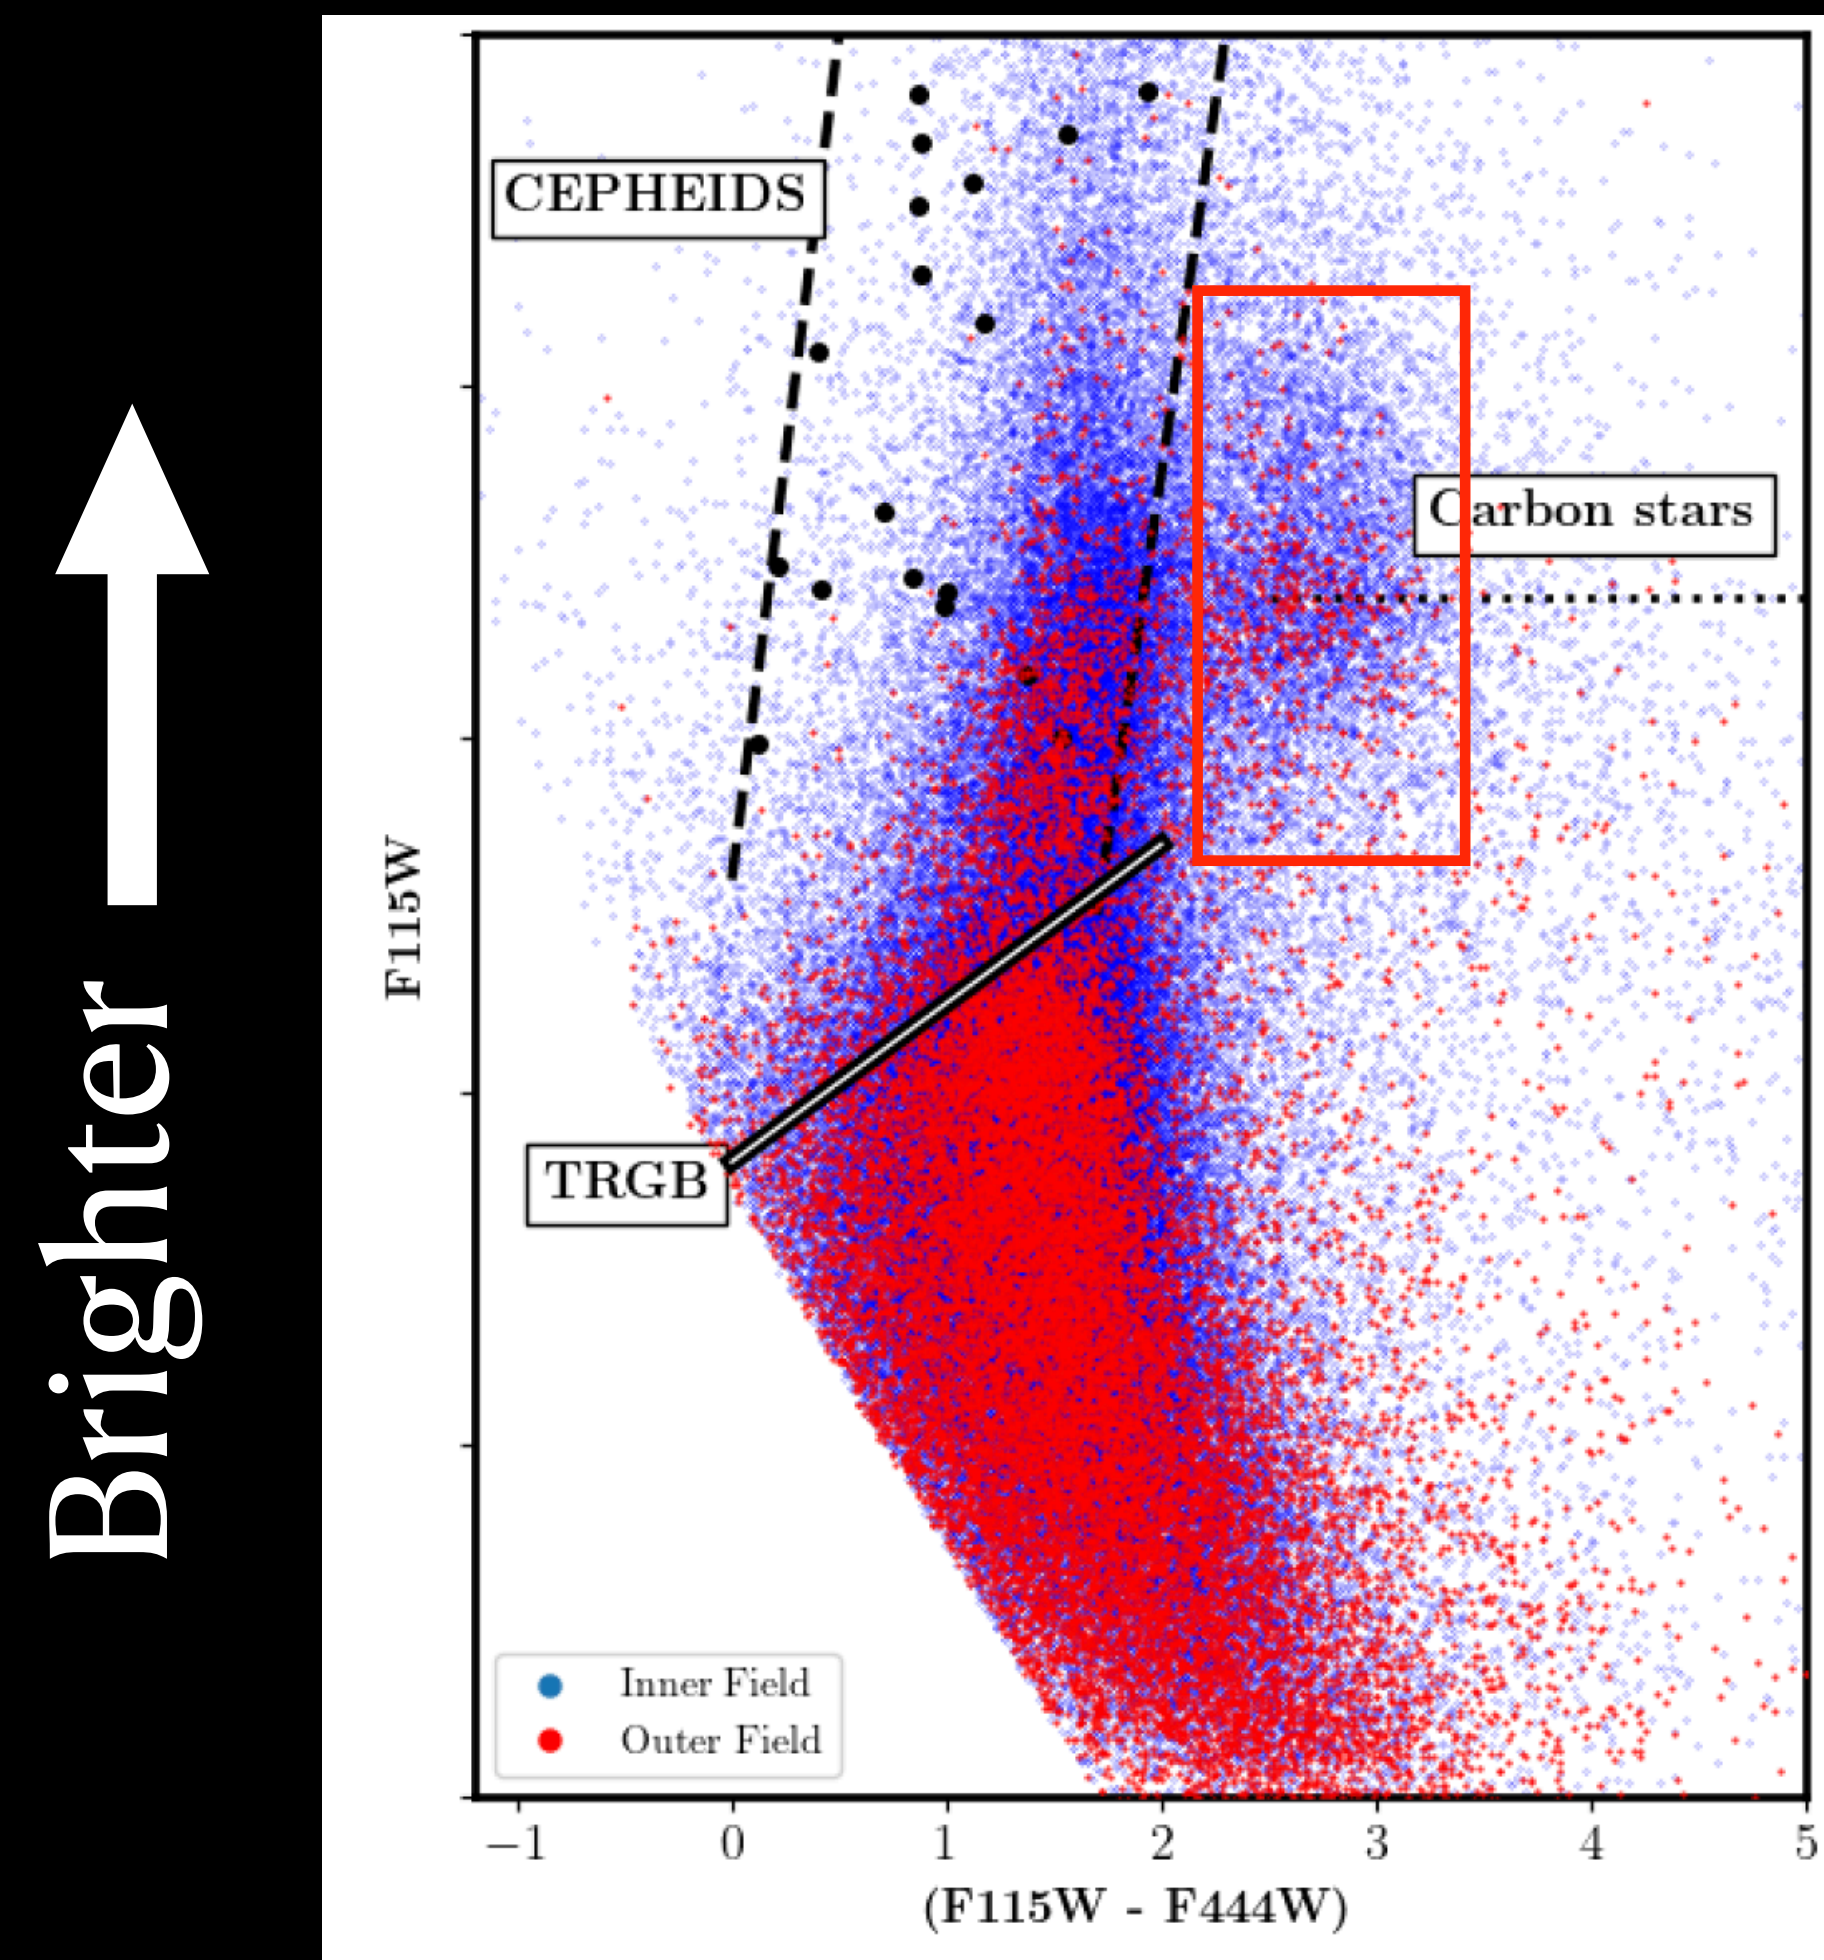 Brighter
CEPHEIDS
Carbon stars
F115W
TRGB
Inner Field
Outer Field
−1 0 1 2 3 4 5
(F115W - F444W)